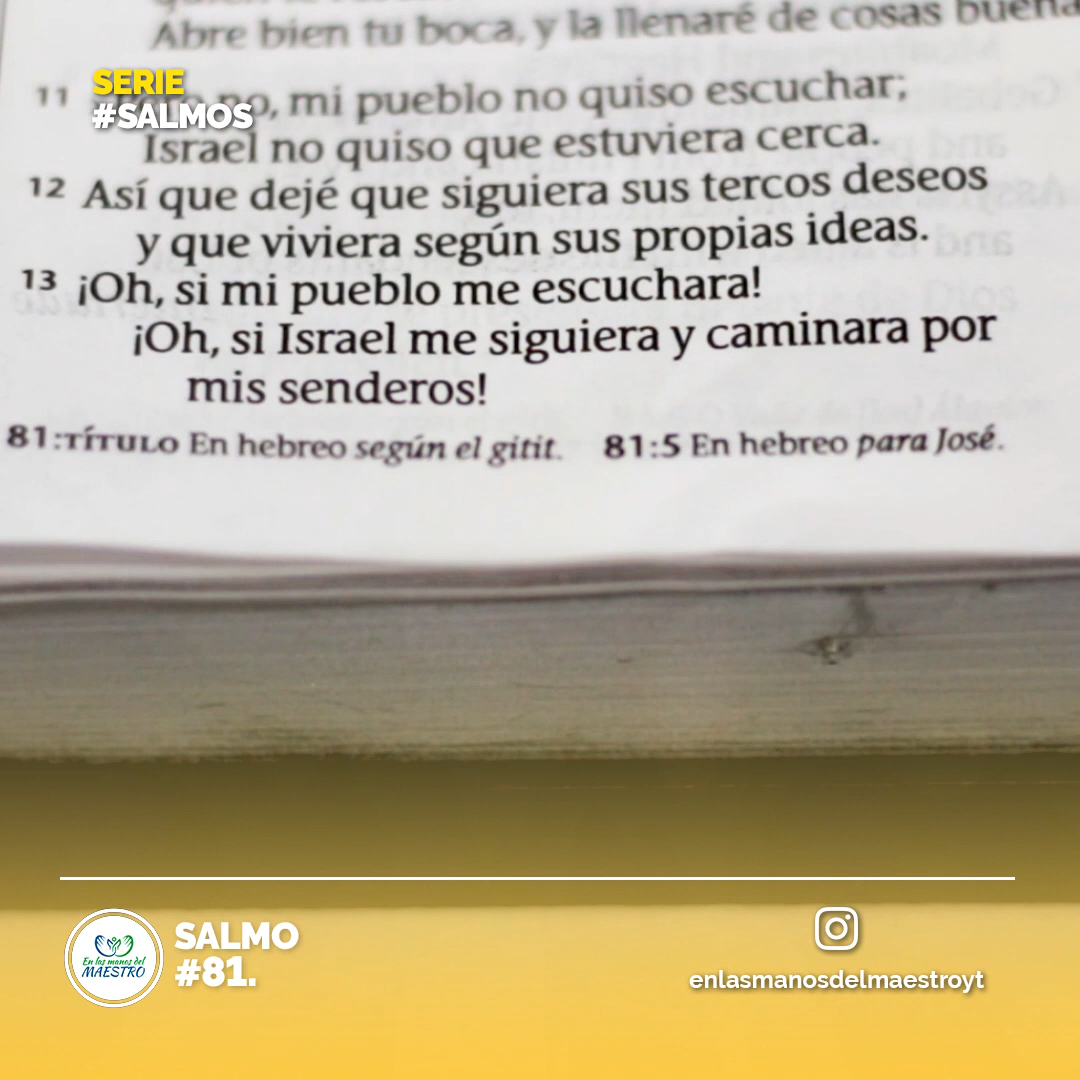 Abre bien tu boca, y la llenaré de cosas
SERIE
#SALMOS
11 no, mi pueblo no quiso escuchar;
Israel no quiso que estuviera cerca.
12 Así que dejé que siguiera sus tercos deseos
y que viviera según sus propias ideas.
13 ¡Oh, si mi pueblo me escuchara!
¡Oh, si Israel me siguiera y caminara por
mis senderos!
81:TÍTULO En hebreo según el gitit. 81:5 En hebreo para José.
En las manos del
MAESTRO
SALMO
#81.
enlasmanosdelmaestroyt